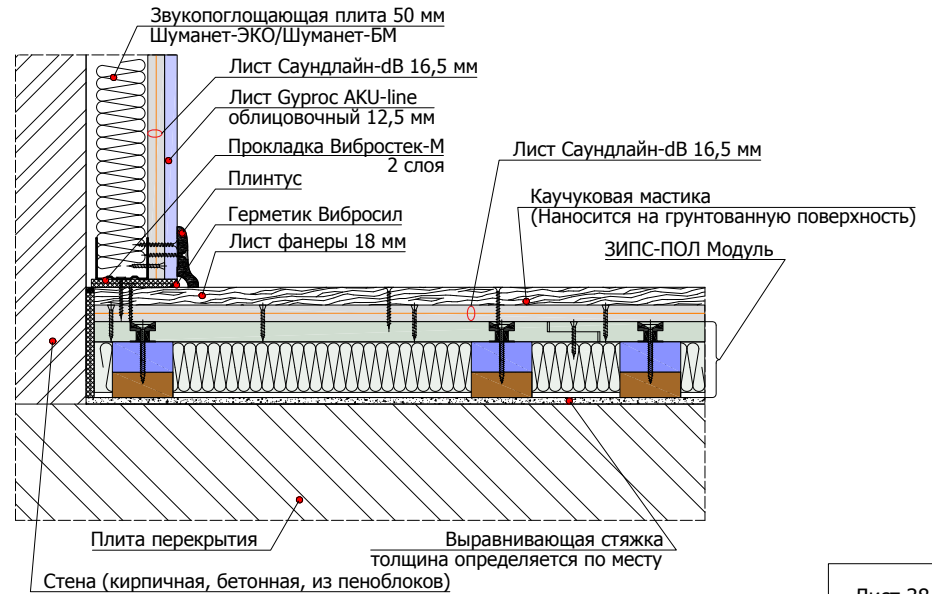 Звукопоглощающая плита 50 мм
Шуманет-ЭКО/Шуманет-БМ
Лист Саундлайн-dB 16,5 мм
Лист Gyproc AKU-line
облицовочный 12,5 мм
Прокладка Вибростек-М
2 слоя
Плинтус
Герметик Вибросил
Лист фанеры 18 мм
Лист Саундлайн-dB 16,5 мм
Каучуковая мастика
(Наносится на грунтованную поверхность)
ЗИПС-ПОЛ Модуль
Плита перекрытия
Выравнивающая стяжка
толщина определяется по месту
Стена (кирпичная, бетонная, из пеноблоков)